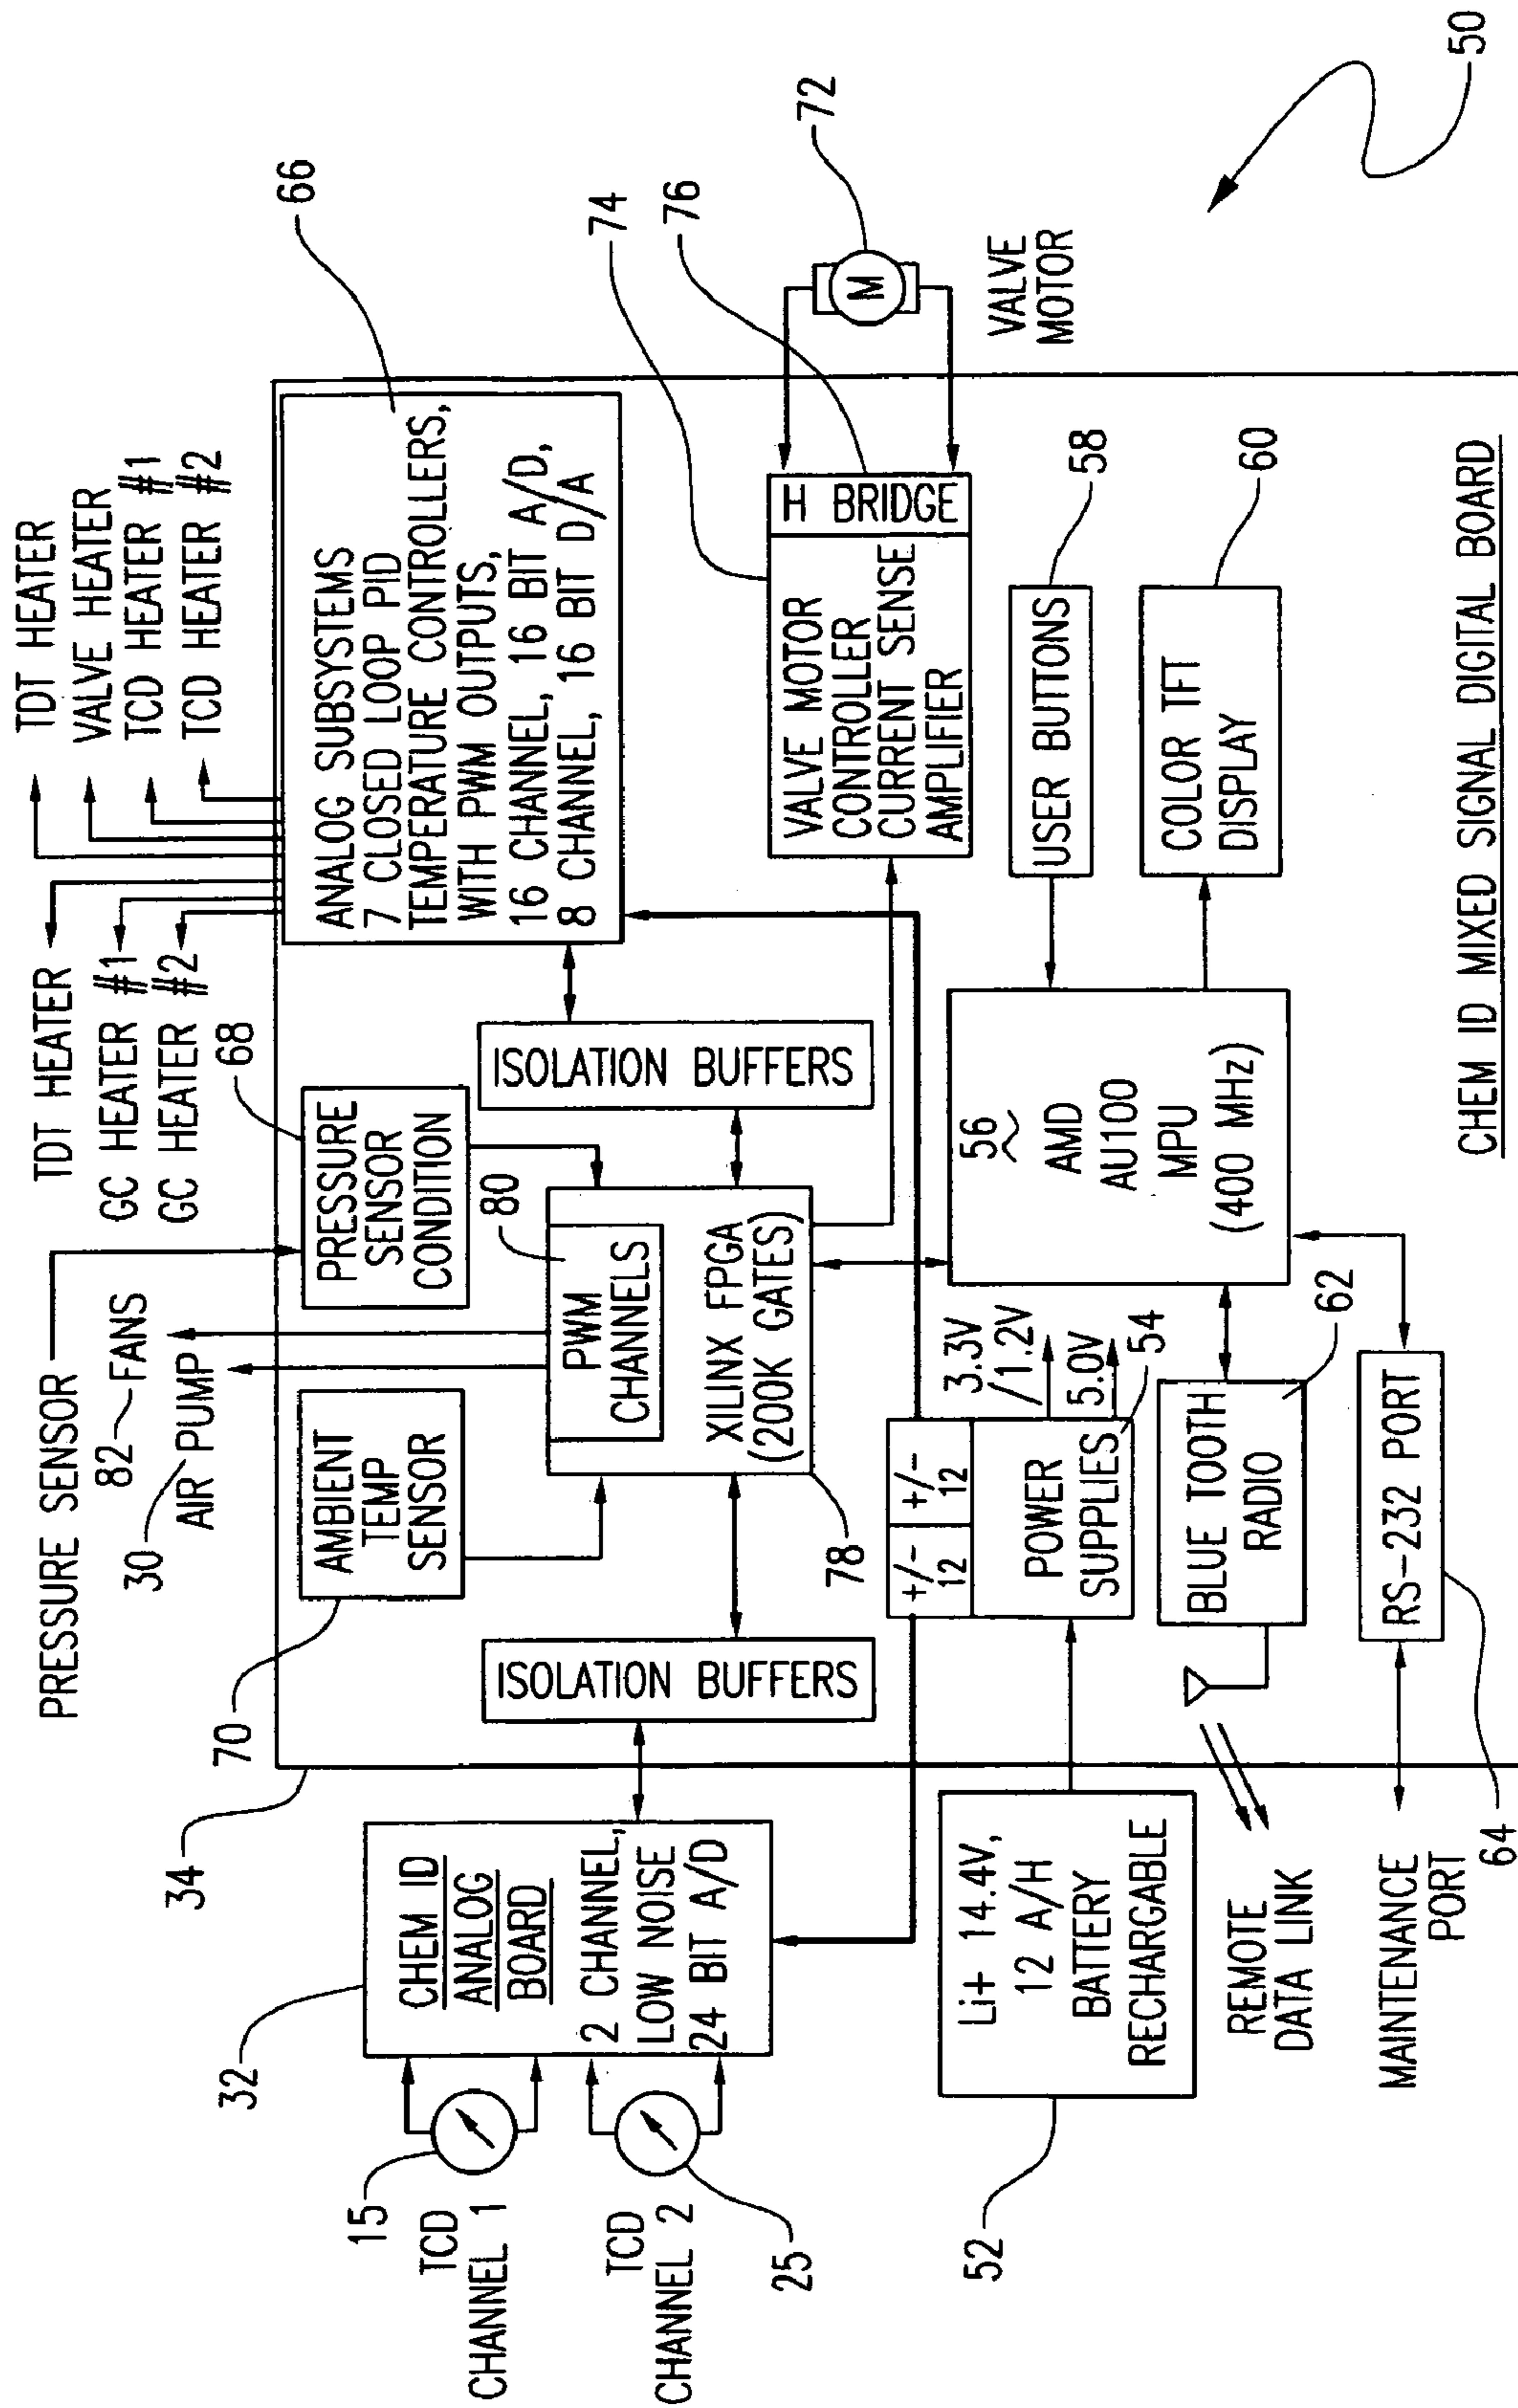 TDT HEATER
VALVE HEATER
TCD HEATER #1
TCD HEATER #2
TDT HEATER
GC HEATER #1
GC HEATER #2
PRESSURE SENSOR
82
FANS
30
AIR PUMP
66
ANALOG SUBSYSTEMS
7 CLOSED LOOP PID
TEMPERATURE CONTROLLERS,
WITH PWM OUTPUTS,
16 CHANNEL, 16 BIT A/D,
8 CHANNEL, 16 BIT D/A
68
PRESSURE
SENSOR
CONDITION
70
AMBIENT
TEMP
SENSOR
34
32
CHEM ID
ANALOG
BOARD
2 CHANNEL,
LOW NOISE
24 BIT A/D
15
TCD
CHANNEL 1
TCD
CHANNEL 2
25
ISOLATION BUFFERS
80
PWM
CHANNELS
XILINX FPGA
(200K GATES)
78
ISOLATION BUFFERS
74
76
72
VALVE MOTOR
CONTROLLER
CURRENT SENSE
AMPLIFIER
H BRIDGE
M
VALVE
MOTOR
52
Li+ 14.4V,
12 A/H
BATTERY
RECHARGABLE
+/-
12
+/-
12
POWER
SUPPLIES
3.3V
/1.2V
5.0V
54
56
AMD
AU100
MPU
(400 MHz)
USER BUTTONS
58
COLOR TFT
DISPLAY
60
BLUE TOOTH
RADIO
62
REMOTE
DATA LINK
RS-232 PORT
64
MAINTENANCE
PORT
CHEM ID MIXED SIGNAL DIGITAL BOARD
50